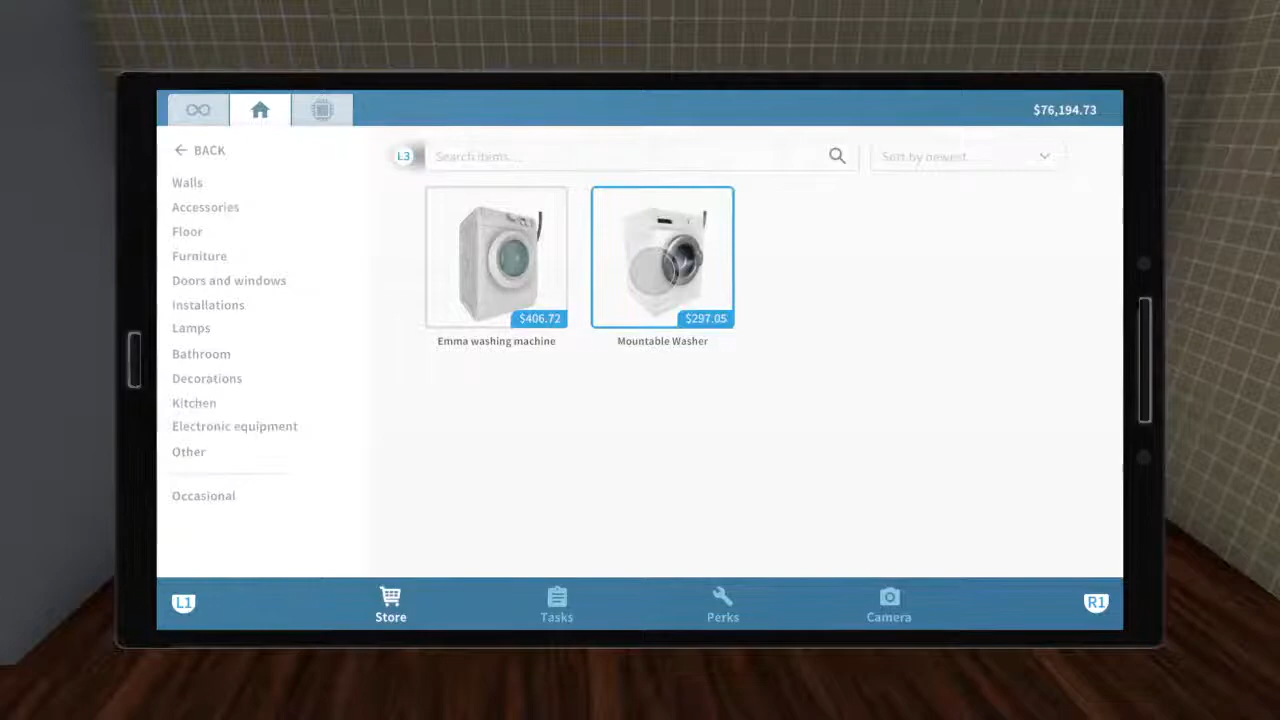 $76,194.73
BACK
L3
Search items...
Sort by newest
Walls
Accessories
Floor
Furniture
Doors and windows
Installations
Lamps
Bathroom
Decorations
Kitchen
Electronic equipment
Other
Occasional
$406.72
Emma washing machine
$297.05
Mountable Washer
L1
Store
Tasks
Perks
Camera
R1